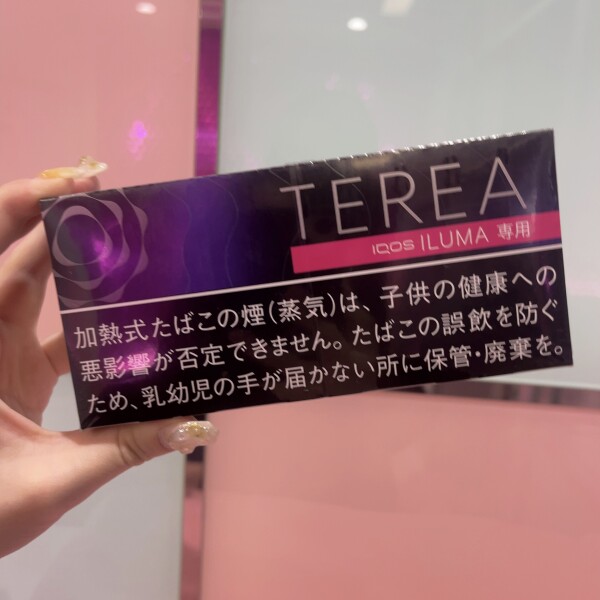 TEREA
IQOS ILUMA 専用
加熱式たばこの煙(蒸気)は、子供の健康への
悪影響が否定できません。たばこの誤飲を防ぐ
ため、乳幼児の手が届かない所に保管・廃棄を。